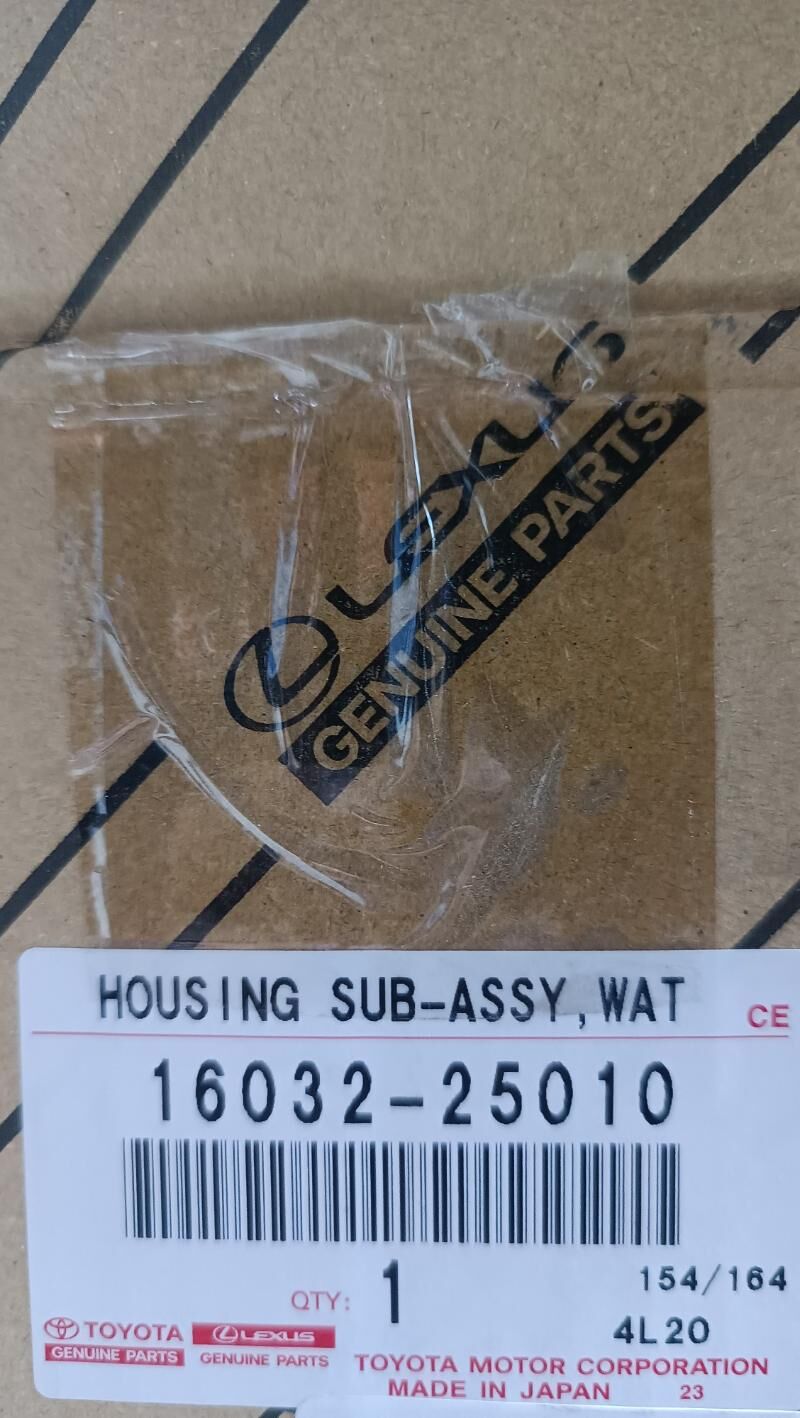 LEXUS
GENUINE PARTS
HOUSING SUB-ASSY,WAT
CE
16032-25010
QTY: 1
154/164
4L20
TOYOTA
GENUINE PARTS
LEXUS
GENUINE PARTS
TOYOTA MOTOR CORPORATION
MADE IN JAPAN 23